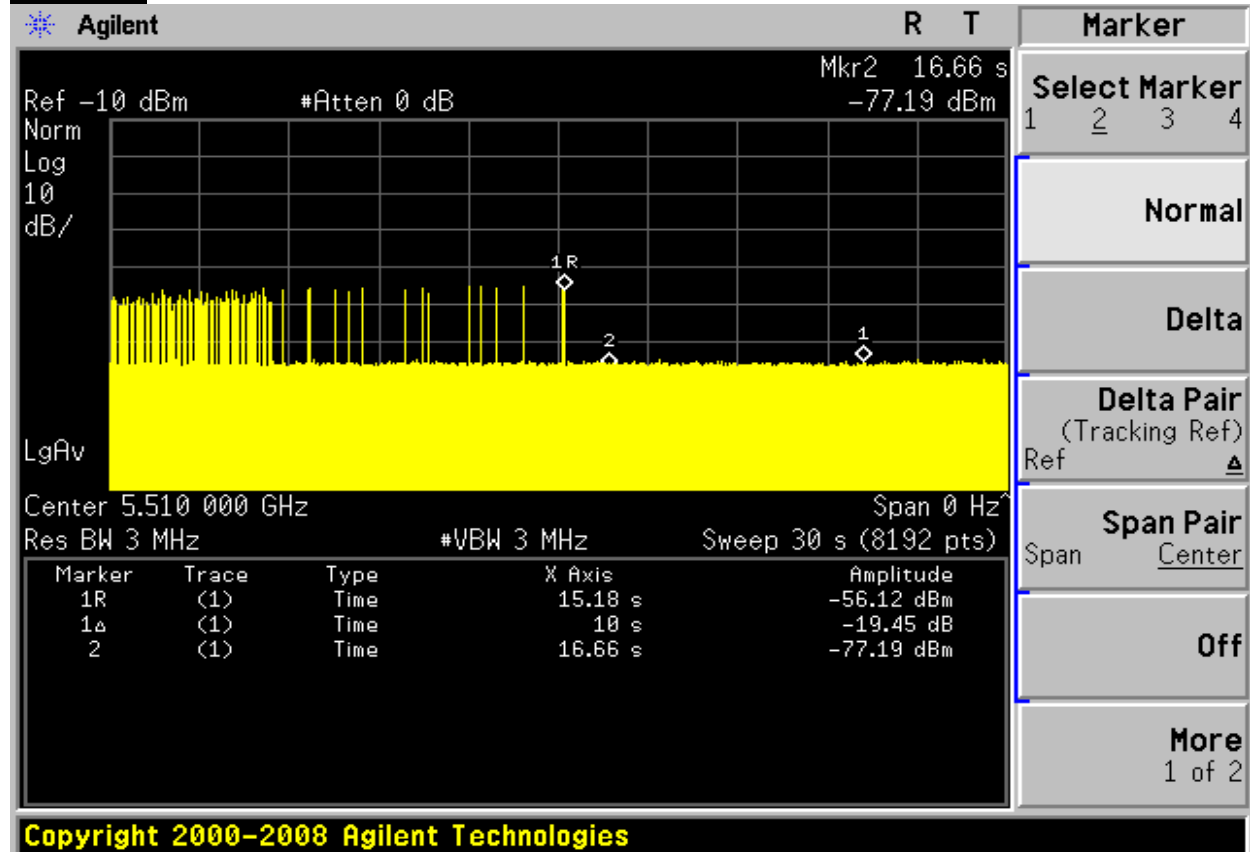 Agilent R T
Mkr2 16.66 s
Ref -10 dBm #Atten 0 dB -77.19 dBm
Norm
Log
10
dB/
1R
2
1
LgAv
Center 5.510 000 GHz Span 0 Hz^
Res BW 3 MHz #VBW 3 MHz Sweep 30 s (8192 pts)
Marker Trace Type X Axis Amplitude
1R (1) Time 15.18 s -56.12 dBm
1Δ (1) Time 10 s -19.45 dB
2 (1) Time 16.66 s -77.19 dBm
Marker
Select Marker
1 2 3 4
Normal
Delta
Delta Pair
(Tracking Ref)
Ref Δ
Span Pair
Span Center
Off
More
1 of 2
Copyright 2000-2008 Agilent Technologies